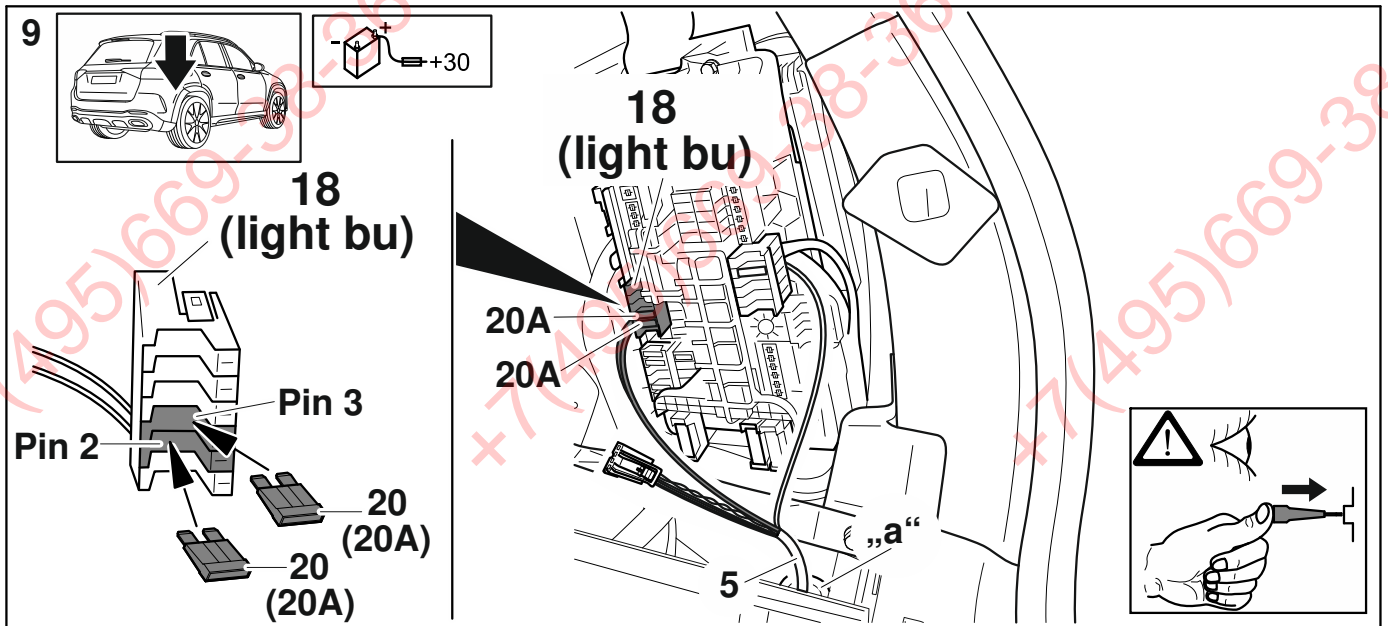 9
- +
+30
18
(light bu)
Pin 3
Pin 2
20
(20A)
20
(20A)
18
(light bu)
20A
20A
5
„a“
!
+7(495)669-38-36
+7(495)669-38-36
+7(495)669-38